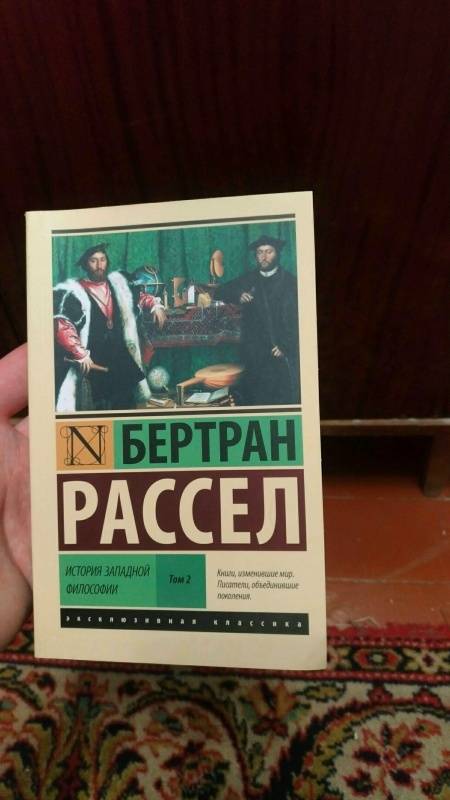 N
БЕРТРАН
РАССЕЛ
ИСТОРИЯ ЗАПАДНОЙ
ФИЛОСОФИИ
Том 2
Книги, изменившие мир.
Писатели, объединившие
поколения.
эксклюзивная классика